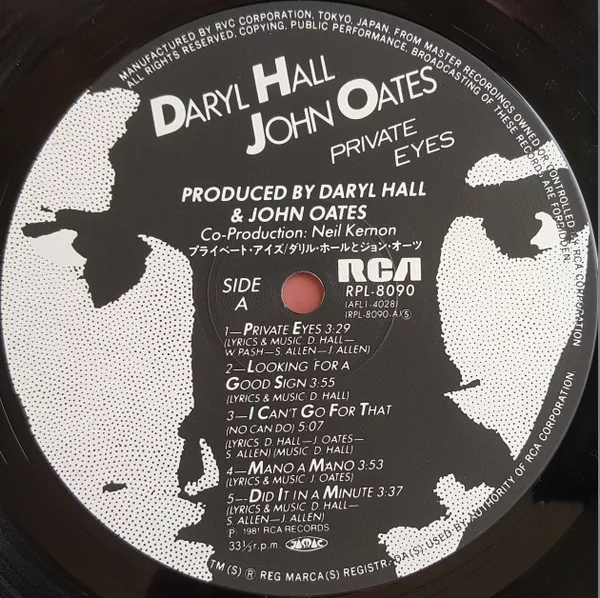 MANUFACTURED BY RVC CORPORATION, TOKYO, JAPAN, FROM MASTER RECORDINGS OWNED OR CONTROLLED BY RCA CORPORATION.
ALL RIGHTS RESERVED. COPYING, PUBLIC PERFORMANCE, BROADCASTING OF THESE RECORDS ARE FORBIDDEN.
DARYL HALL
JOHN OATES
PRIVATE
EYES
PRODUCED BY DARYL HALL
& JOHN OATES
Co-Production: Neil Kernon
プライベート・アイズ/ダリル・ホールとジョン・オーツ
SIDE
A
RCA
RPL-8090
(AFL1-4028)
(RPL-8090-A)Ⓢ
1—PRIVATE EYES 3:29
(LYRICS & MUSIC D. HALL—
W. PASH—S. ALLEN—J. ALLEN)
2—LOOKING FOR A
GOOD SIGN 3:55
(LYRICS & MUSIC D. HALL)
3—I CAN'T GO FOR THAT
(NO CAN DO) 5:07
(LYRICS D. HALL—J. OATES—
S. ALLEN) (MUSIC D. HALL)
4—MANO A MANO 3:53
(LYRICS & MUSIC J. OATES)
5—DID IT IN A MINUTE 3:37
(LYRICS & MUSIC D. HALL—
S. ALLEN—J. ALLEN)
℗ 1981 RCA RECORDS
33⅓ r.p.m. JASRAC
TM(S) ® REG MARCA(S) REGISTRADA(S) USED BY AUTHORITY OF RCA CORPORATION.